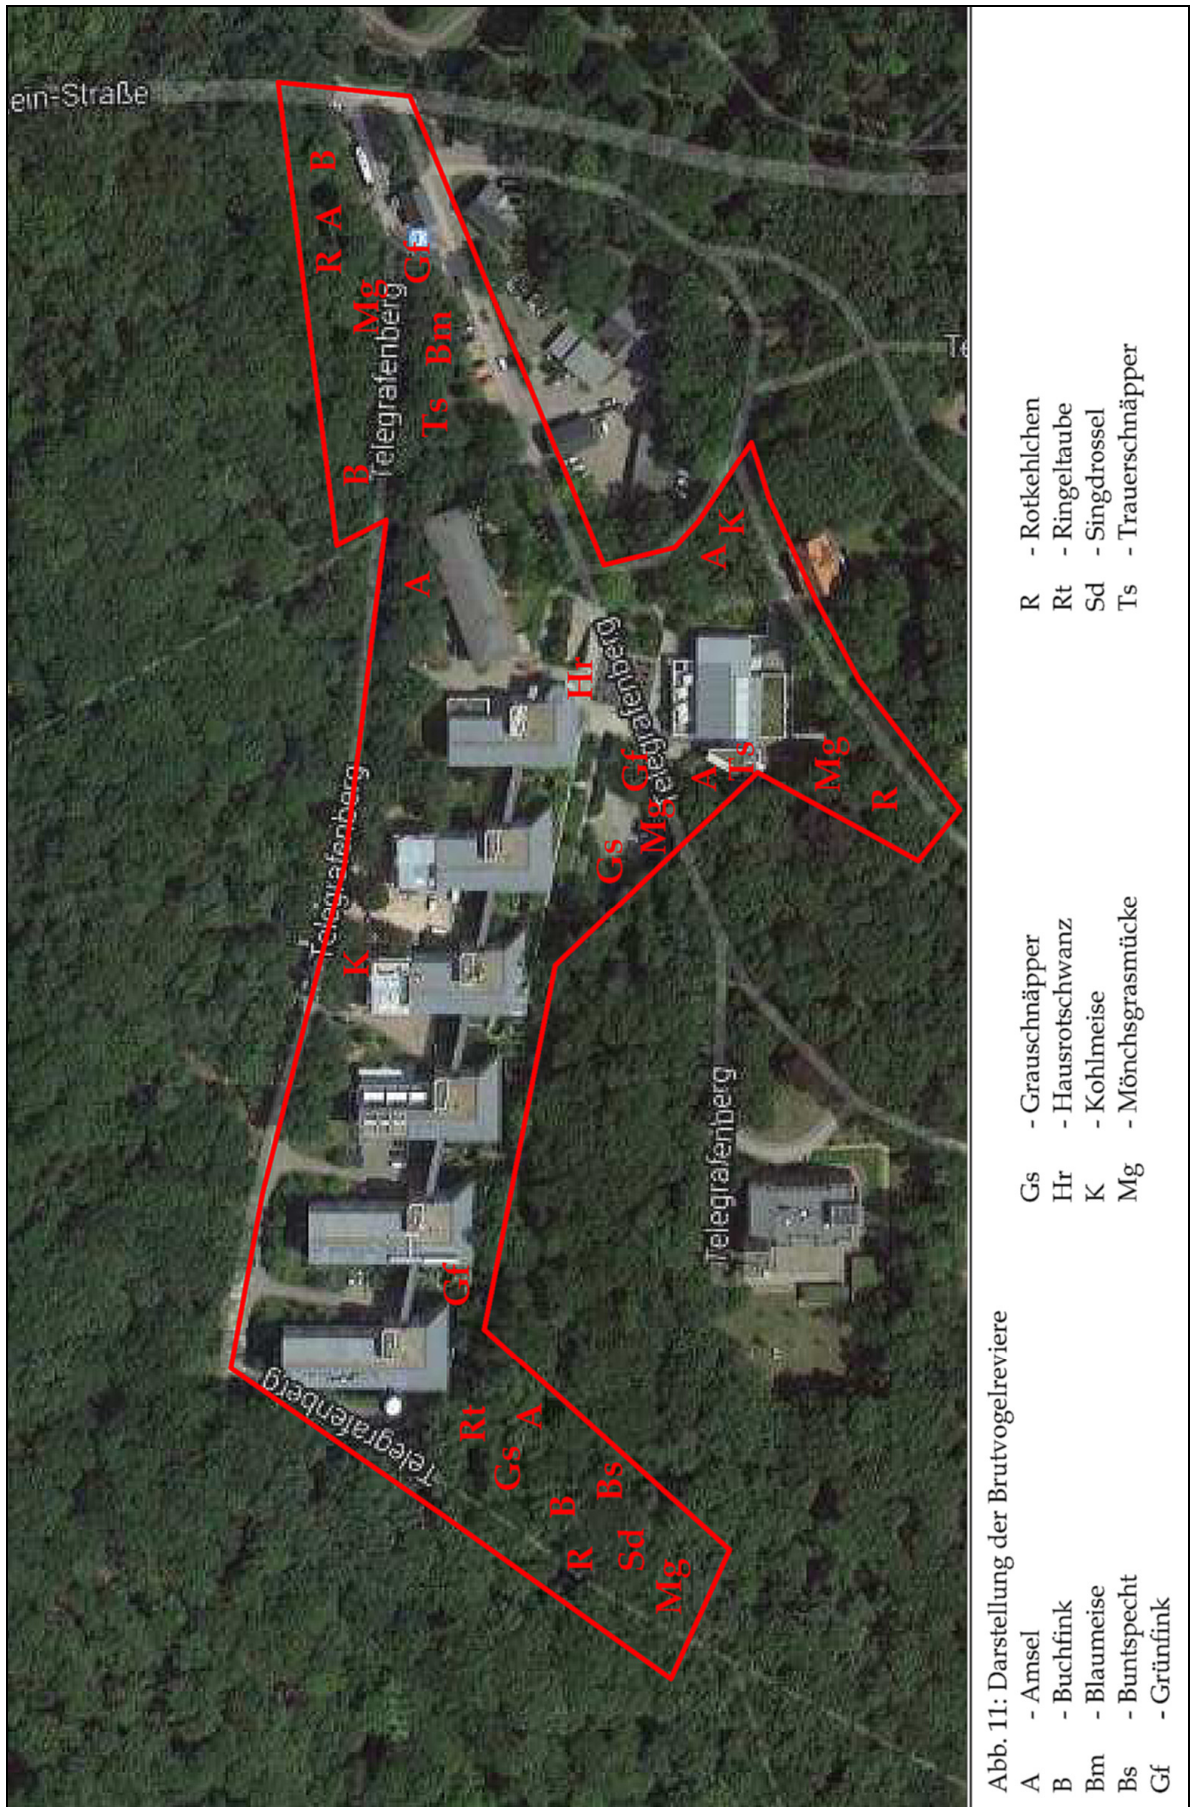 ein-Straße
B
A
R
Telegrafenberg
Telegrafenberg
K
B
Mg
Telegrafenberg
A
Gf
Ts
Bm
Gf
Rt
Gs
A
B
R
Hr
Bs
Gs
Sd
Gf
Telegrafenberg
Mg
Mg
A
A
Telegrafenberg
Ts
K
Mg
R
Te
Abb. 11: Darstellung der Brutvogelreviere
A - Amsel Gs - Grauschnäpper R - Rotkehlchen
B - Buchfink Hr - Hausrotschwanz Rt - Ringeltaube
Bm - Blaumeise K - Kohlmeise Sd - Singdrossel
Bs - Buntspecht Mg - Mönchsgrasmücke Ts - Trauerschnäpper
Gf - Grünfink